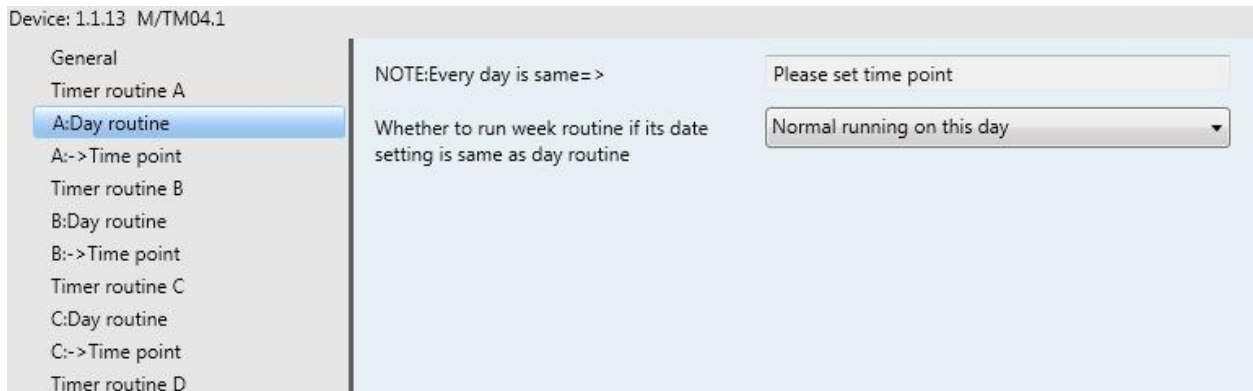 Device: 1.1.13 M/TM04.1
General
Timer routine A
A:Day routine
A:->Time point
Timer routine B
B:Day routine
B:->Time point
Timer routine C
C:Day routine
C:->Time point
Timer routine D
NOTE:Every day is same=>
Please set time point
Whether to run week routine if its date
setting is same as day routine
Normal running on this day